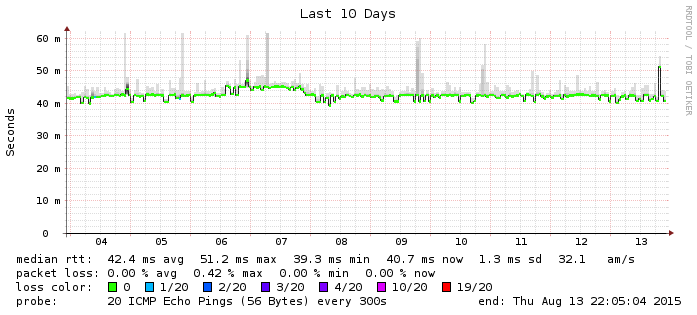 Last 10 Days
RRDTOOL / TOBI OETIKER
Seconds
60 m
50 m
40 m
30 m
20 m
10 m
0
04 05 06 07 08 09 10 11 12 13
median rtt: 42.4 ms avg 51.2 ms max 39.3 ms min 40.7 ms now 1.3 ms sd 32.1 am/s
packet loss: 0.00 % avg 0.42 % max 0.00 % min 0.00 % now
loss color: 0 1/20 2/20 3/20 4/20 10/20 19/20
probe: 20 ICMP Echo Pings (56 Bytes) every 300s end: Thu Aug 13 22:05:04 2015